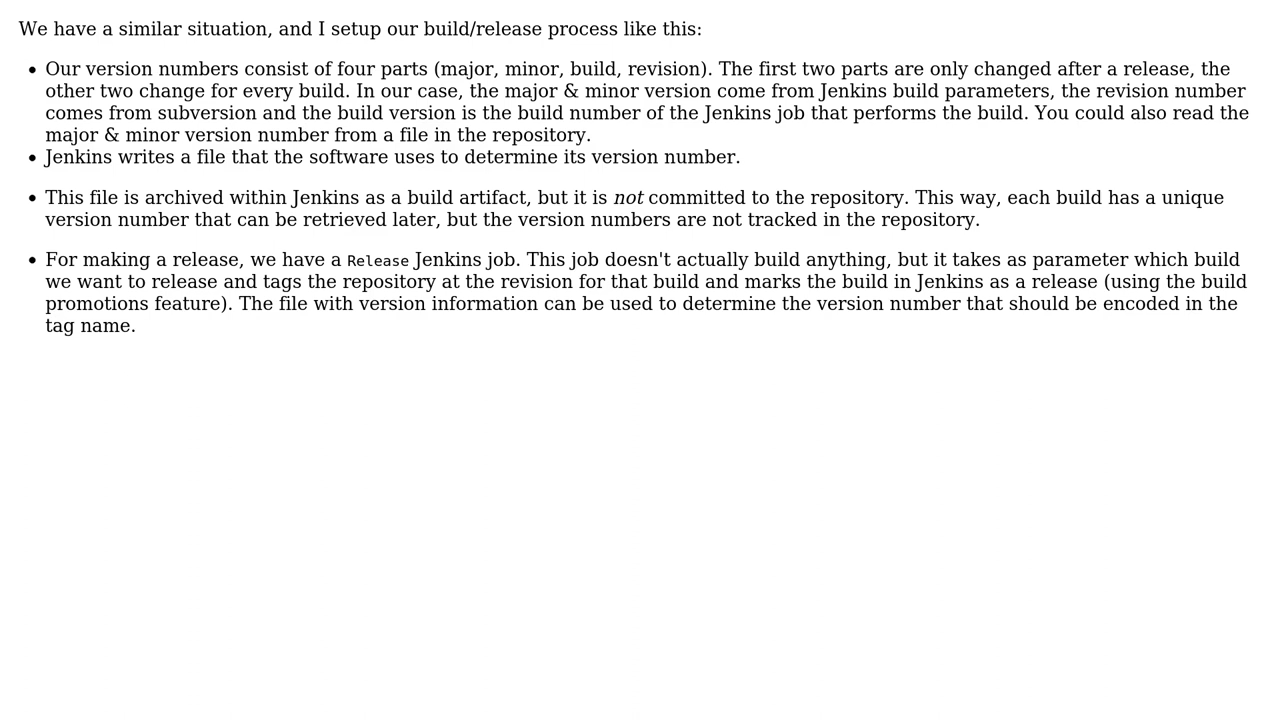 We have a similar situation, and I setup our build/release process like this:
• Our version numbers consist of four parts (major, minor, build, revision). The first two parts are only changed after a release, the
other two change for every build. In our case, the major & minor version come from Jenkins build parameters, the revision number
comes from subversion and the build version is the build number of the Jenkins job that performs the build. You could also read the
major & minor version number from a file in the repository.
• Jenkins writes a file that the software uses to determine its version number.
• This file is archived within Jenkins as a build artifact, but it is not committed to the repository. This way, each build has a unique
version number that can be retrieved later, but the version numbers are not tracked in the repository.
• For making a release, we have a Release Jenkins job. This job doesn't actually build anything, but it takes as parameter which build
we want to release and tags the repository at the revision for that build and marks the build in Jenkins as a release (using the build
promotions feature). The file with version information can be used to determine the version number that should be encoded in the
tag name.